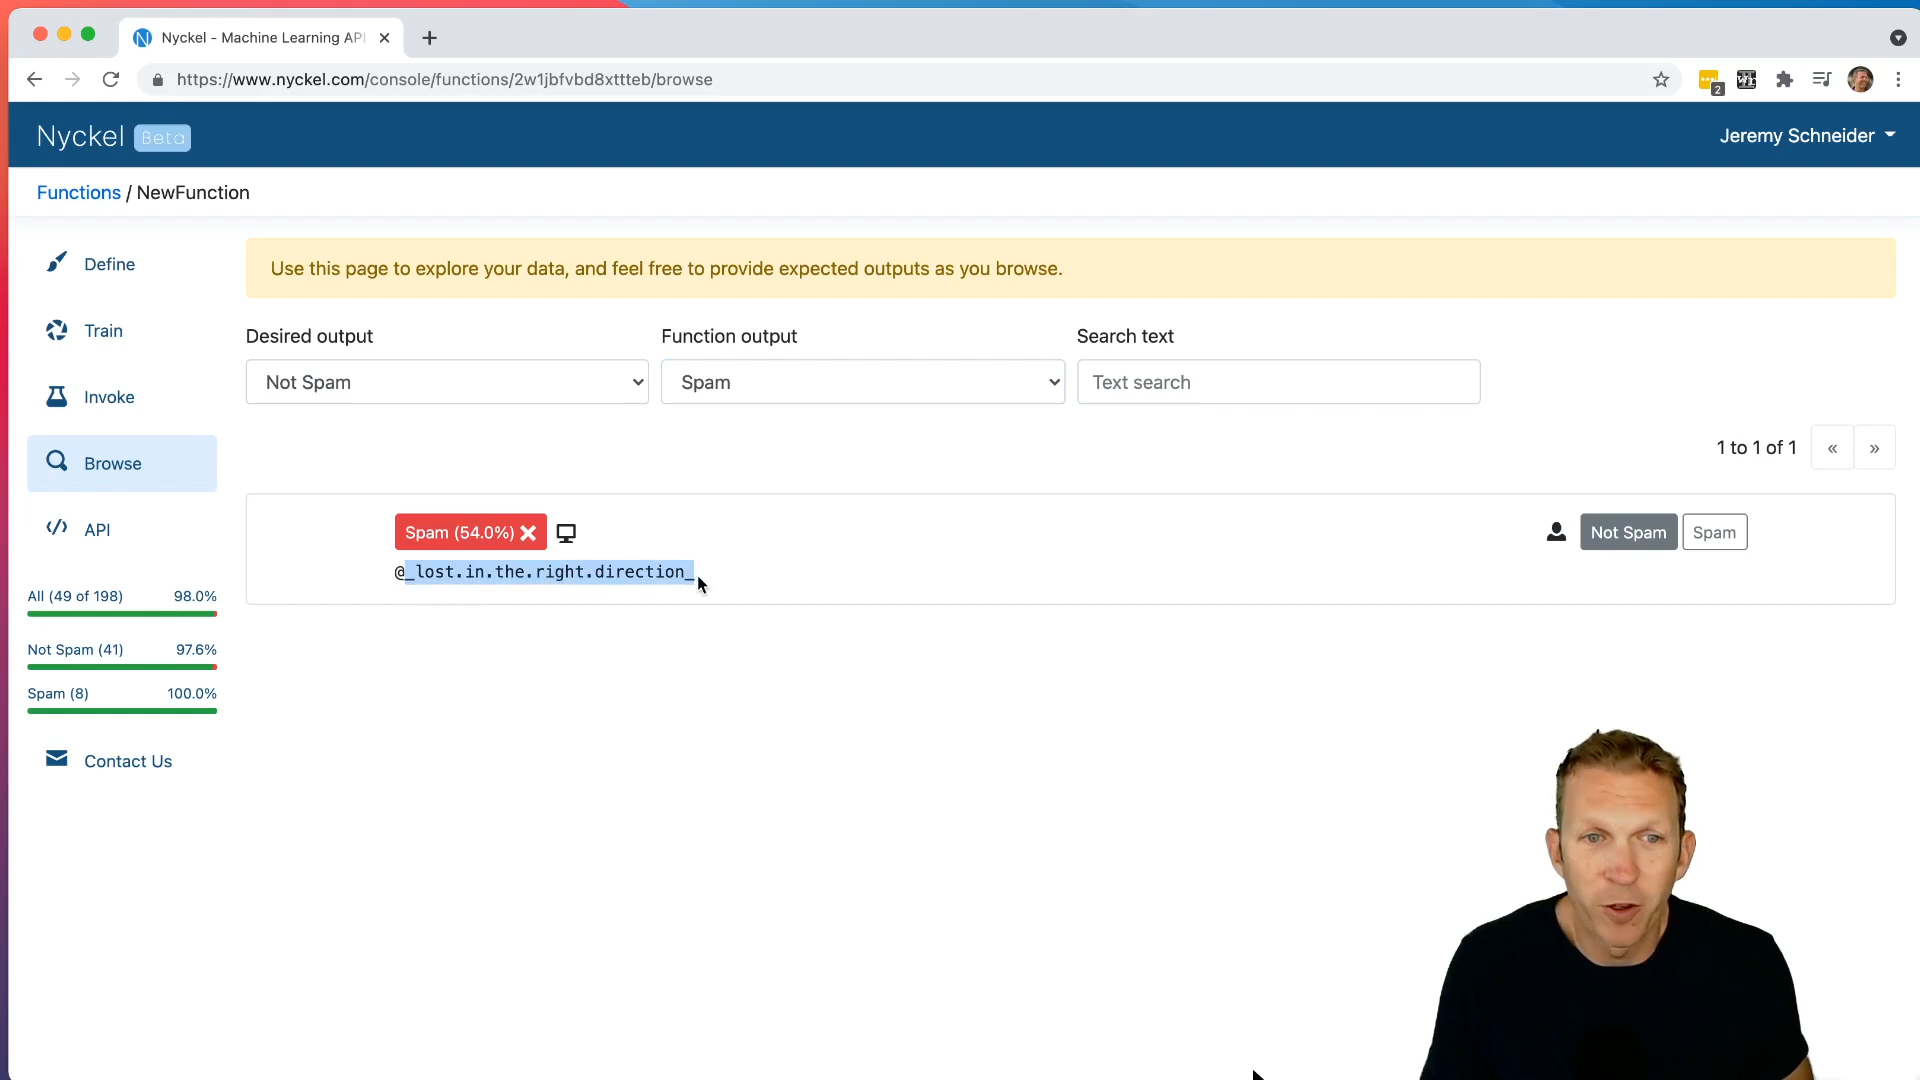 Nyckel - Machine Learning API
https://www.nyckel.com/console/functions/2w1jbfvbd8xttteb/browse
2
Nyckel Beta
Jeremy Schneider
Functions / NewFunction
Define
Train
Invoke
Browse
API
All (49 of 198) 98.0%
Not Spam (41) 97.6%
Spam (8) 100.0%
Contact Us
Use this page to explore your data, and feel free to provide expected outputs as you browse.
Desired output
Function output
Search text
Not Spam
Spam
Text search
1 to 1 of 1 « »
Spam (54.0%)
Not Spam
Spam
@_lost.in.the.right.direction_